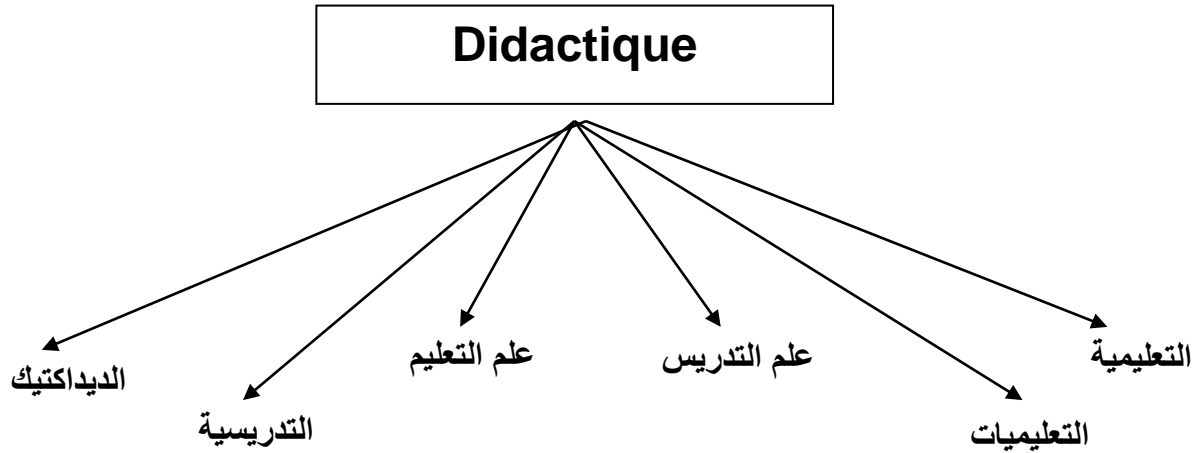 Didactique
التعليمية
علم التدريس
علم التعليم
الديداكتيك
التعليميات
التدريسية